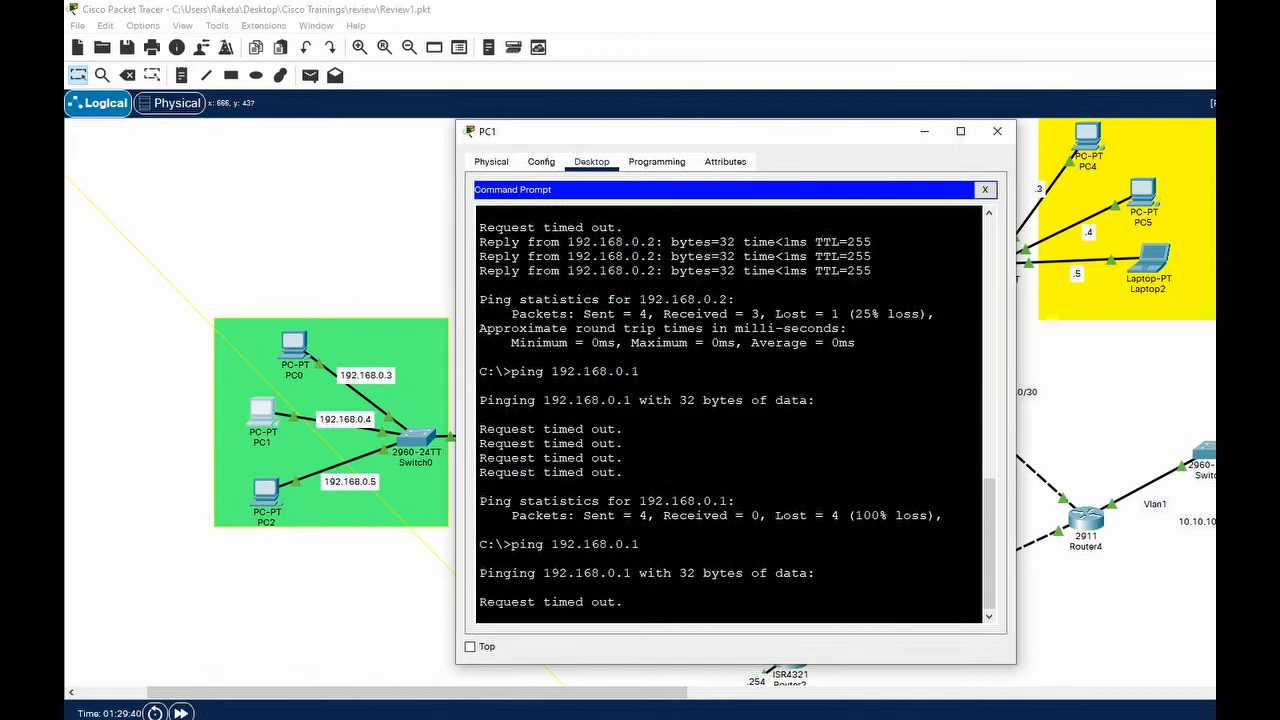 Cisco Packet Tracer - C:\Users\Raketa\Desktop\Cisco Trainings\review\Review1.pkt
File Edit Options View Tools Extensions Window Help
Logical Physical x: 666, y: 437
PC1
Physical Config Desktop Programming Attributes
Command Prompt X
Request timed out.
Reply from 192.168.0.2: bytes=32 time<1ms TTL=255
Reply from 192.168.0.2: bytes=32 time<1ms TTL=255
Reply from 192.168.0.2: bytes=32 time<1ms TTL=255
Ping statistics for 192.168.0.2:
Packets: Sent = 4, Received = 3, Lost = 1 (25% loss),
Approximate round trip times in milli-seconds:
Minimum = 0ms, Maximum = 0ms, Average = 0ms
C:\>ping 192.168.0.1
Pinging 192.168.0.1 with 32 bytes of data:
Request timed out.
Request timed out.
Request timed out.
Request timed out.
Ping statistics for 192.168.0.1:
Packets: Sent = 4, Received = 0, Lost = 4 (100% loss),
C:\>ping 192.168.0.1
Pinging 192.168.0.1 with 32 bytes of data:
Request timed out.
Top
PC-PT
PC0
192.168.0.3
PC-PT
PC1
192.168.0.4
2960-24TT
Switch0
PC-PT
PC2
192.168.0.5
PC-PT
PC4
.3
PC-PT
PC5
.4
Laptop-PT
Laptop2
.5
0/30
2960-
Switc
Vlan1
10.10.10
2911
Router4
ISR4321
Router2
.254
Time: 01:29:40